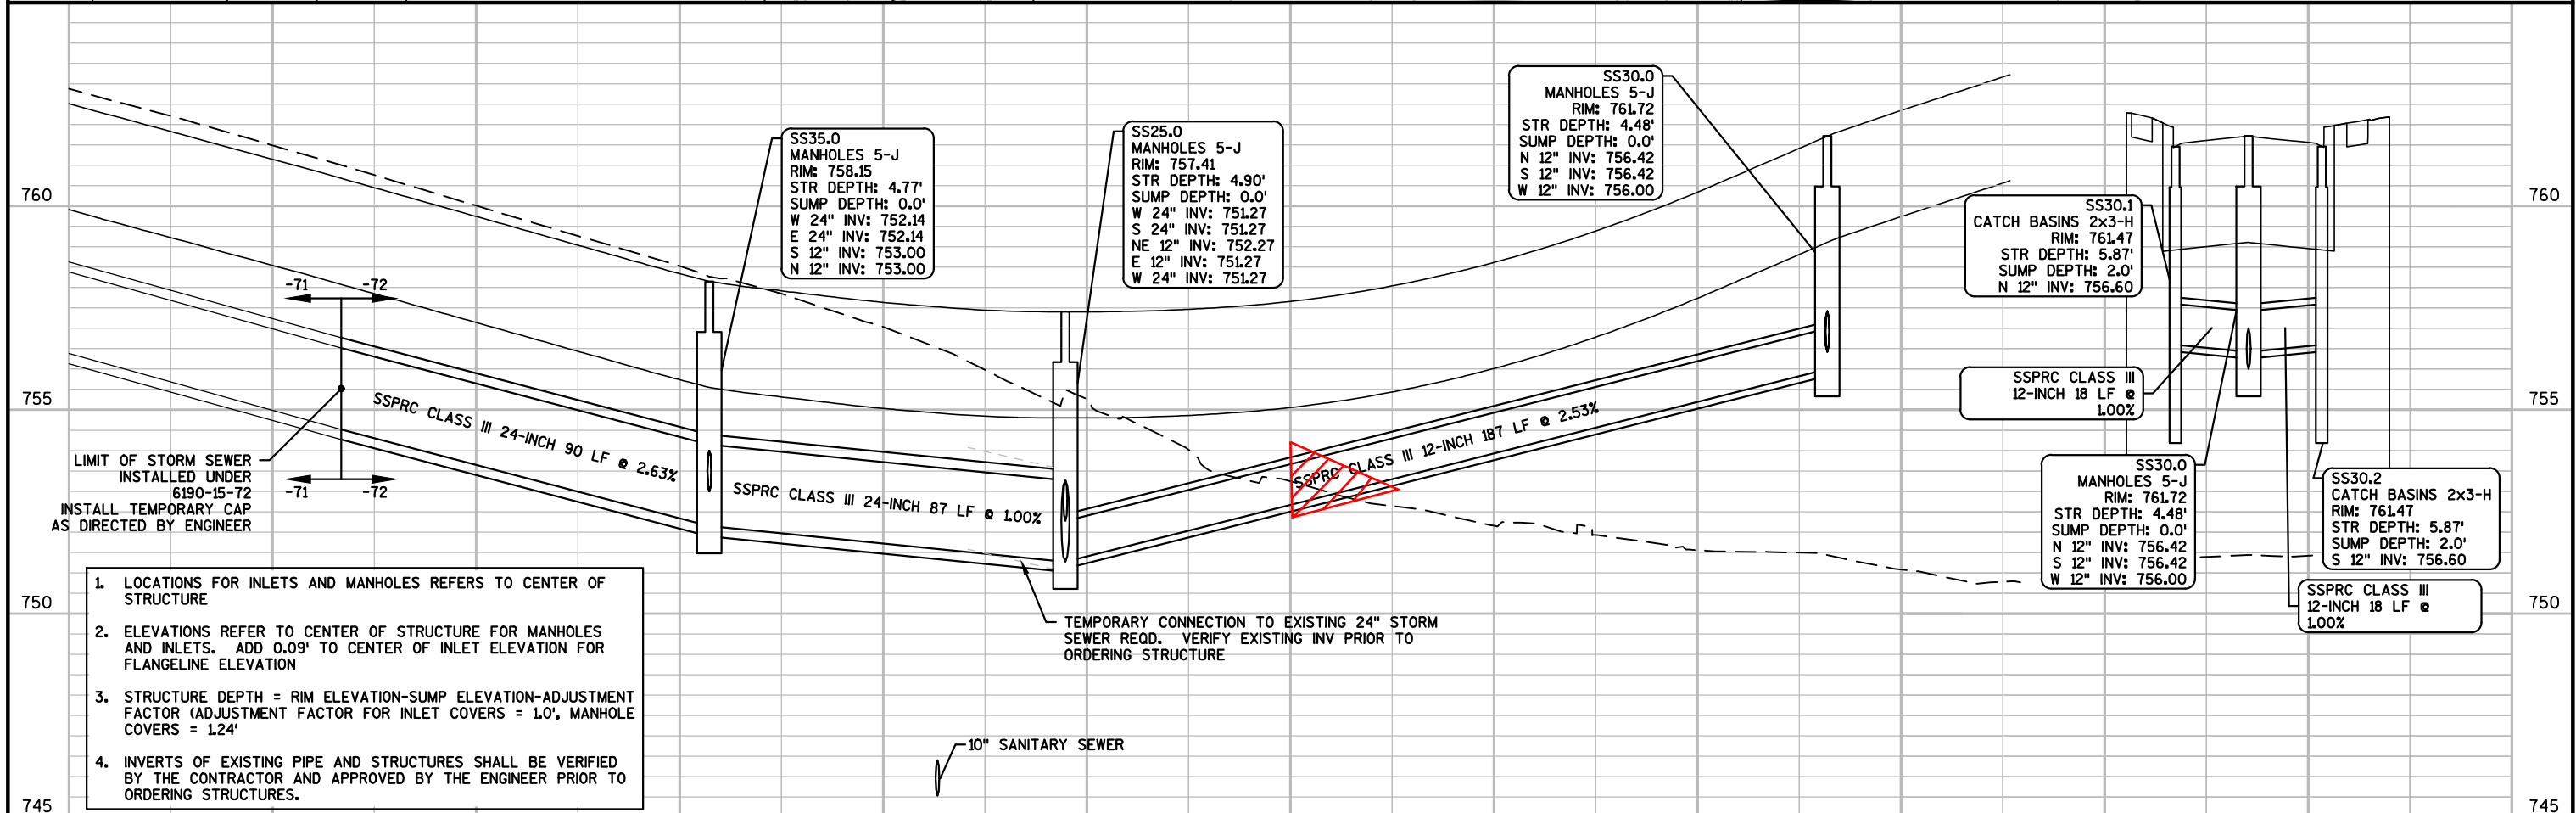 SS35.0
MANHOLES 5-J
RIM: 758.15
STR DEPTH: 4.77'
SUMP DEPTH: 0.0'
W 24" INV: 752.14
E 24" INV: 752.14
S 12" INV: 753.00
N 12" INV: 753.00
SS25.0
MANHOLES 5-J
RIM: 757.41
STR DEPTH: 4.90'
SUMP DEPTH: 0.0'
W 24" INV: 751.27
S 24" INV: 751.27
NE 12" INV: 752.27
E 12" INV: 751.27
W 24" INV: 751.27
SS30.0
MANHOLES 5-J
RIM: 761.72
STR DEPTH: 4.48'
SUMP DEPTH: 0.0'
N 12" INV: 756.42
S 12" INV: 756.42
W 12" INV: 756.00
SS30.1
CATCH BASINS 2x3-H
RIM: 761.47
STR DEPTH: 5.87'
SUMP DEPTH: 2.0'
N 12" INV: 756.60
760
760
-71 -72
755
755
SSPRC CLASS III 24-INCH 90 LF @ 2.63%
SSPRC CLASS III 24-INCH 87 LF @ 1.00%
SSPRC CLASS III 12-INCH 187 LF @ 2.53%
SSPRC CLASS III
12-INCH 18 LF @
1.00%
LIMIT OF STORM SEWER
INSTALLED UNDER
6190-15-72
INSTALL TEMPORARY CAP
AS DIRECTED BY ENGINEER
-71 -72
SS30.0
MANHOLES 5-J
RIM: 761.72
STR DEPTH: 4.48'
SUMP DEPTH: 0.0'
N 12" INV: 756.42
S 12" INV: 756.42
W 12" INV: 756.00
SS30.2
CATCH BASINS 2x3-H
RIM: 761.47
STR DEPTH: 5.87'
SUMP DEPTH: 2.0'
S 12" INV: 756.60
SSPRC CLASS III
12-INCH 18 LF @
1.00%
750
750
1. LOCATIONS FOR INLETS AND MANHOLES REFERS TO CENTER OF
STRUCTURE
2. ELEVATIONS REFER TO CENTER OF STRUCTURE FOR MANHOLES
AND INLETS. ADD 0.09' TO CENTER OF INLET ELEVATION FOR
FLANGELINE ELEVATION
3. STRUCTURE DEPTH = RIM ELEVATION-SUMP ELEVATION-ADJUSTMENT
FACTOR (ADJUSTMENT FACTOR FOR INLET COVERS = 1.0', MANHOLE
COVERS = 1.24'
4. INVERTS OF EXISTING PIPE AND STRUCTURES SHALL BE VERIFIED
BY THE CONTRACTOR AND APPROVED BY THE ENGINEER PRIOR TO
ORDERING STRUCTURES.
TEMPORARY CONNECTION TO EXISTING 24" STORM
SEWER REQD. VERIFY EXISTING INV PRIOR TO
ORDERING STRUCTURE
10" SANITARY SEWER
745
745